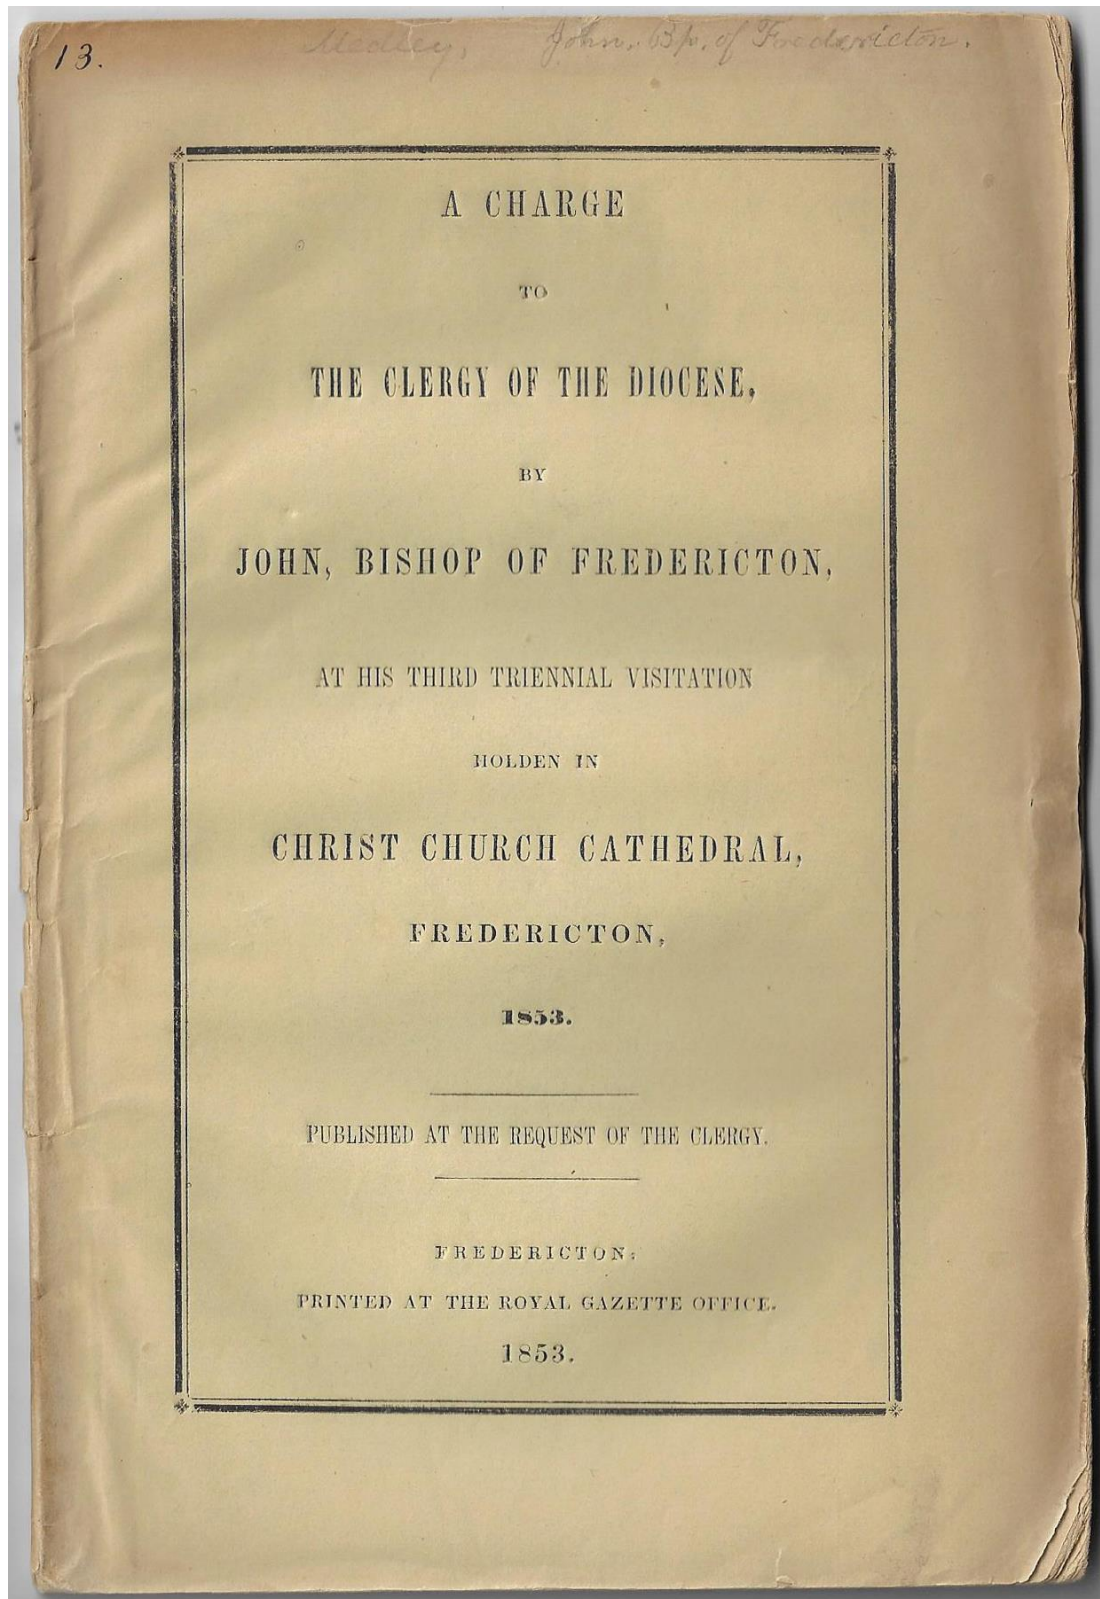 13.
Medley, John, Bp. of Fredericton.
A CHARGE
TO
THE CLERGY OF THE DIOCESE,
BY
JOHN, BISHOP OF FREDERICTON,
AT HIS THIRD TRIENNIAL VISITATION
HOLDEN IN
CHRIST CHURCH CATHEDRAL,
FREDERICTON,
1853.
PUBLISHED AT THE REQUEST OF THE CLERGY.
FREDERICTON:
PRINTED AT THE ROYAL GAZETTE OFFICE.
1853.